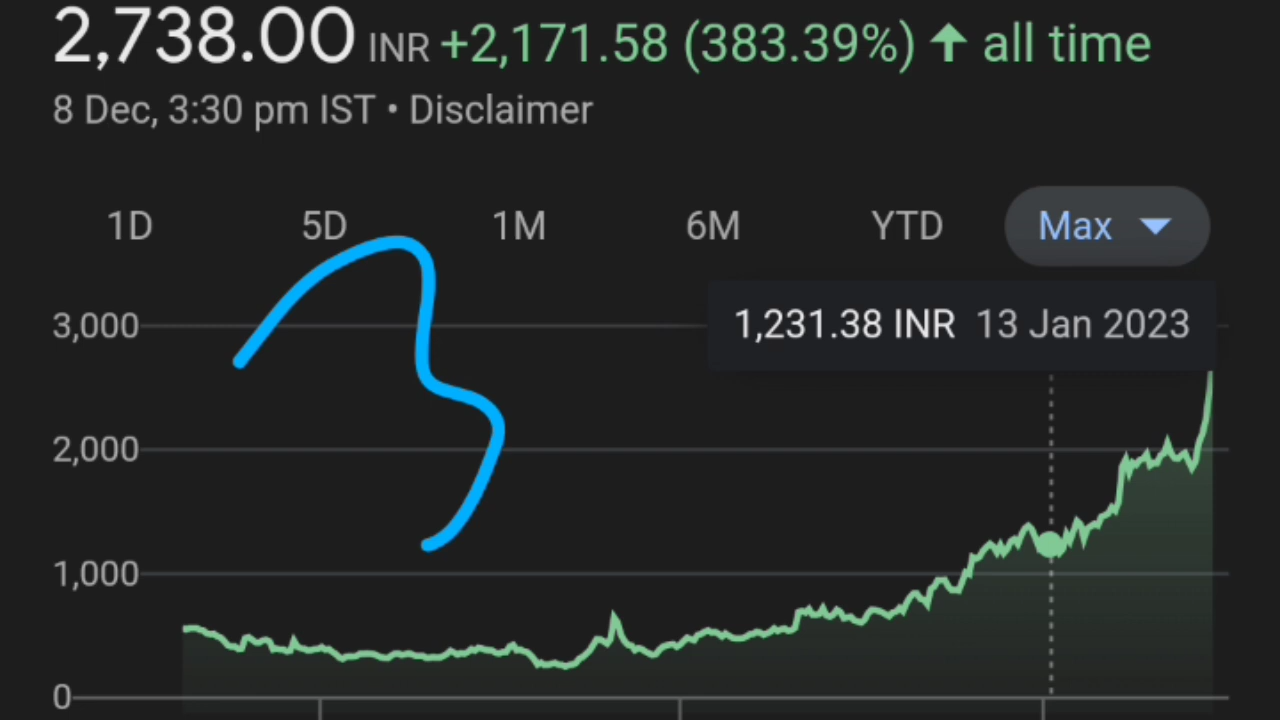 2,738.00 INR +2,171.58 (383.39%) ↑ all time
8 Dec, 3:30 pm IST • Disclaimer
1D 5D 1M 6M YTD Max
3,000
1,231.38 INR 13 Jan 2023
2,000
1,000
0